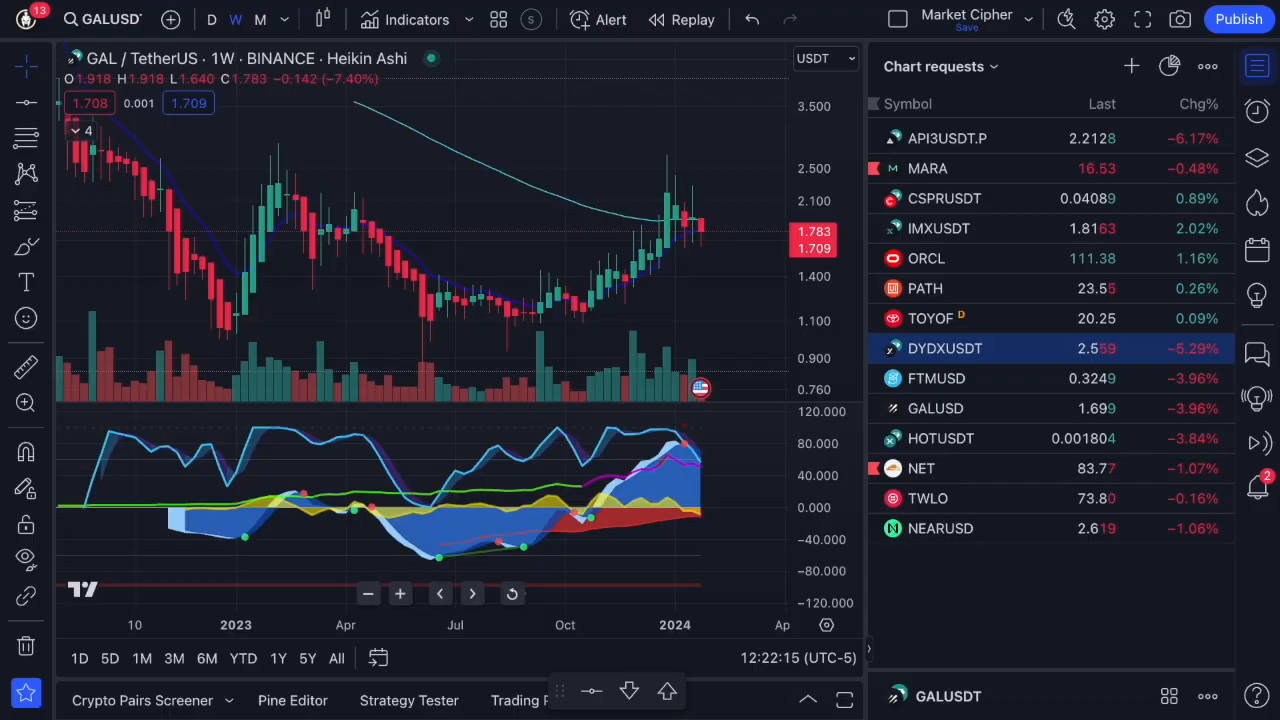 13
GALUSDT
D W M
Indicators
S
Alert
Replay
Market Cipher
Save
Publish
GAL / TetherUS · 1W · BINANCE · Heikin Ashi
O1.918 H1.918 L1.640 C1.783 −0.142 (−7.40%)
1.708 0.001 1.709
4
USDT
3.500
2.500
2.100
1.783
1.709
1.400
1.100
0.900
0.760
120.000
80.000
40.000
0.000
−40.000
−80.000
−120.000
10 2023 Apr Jul Oct 2024 Ap
1D 5D 1M 3M 6M YTD 1Y 5Y All
12:22:15 (UTC-5)
Crypto Pairs Screener Pine Editor Strategy Tester Trading
Chart requests
Symbol Last Chg%
API3USDT.P 2.2128 −6.17%
MARA 16.53 −0.48%
CSPRUSDT 0.04089 0.89%
IMXUSDT 1.8163 2.02%
ORCL 111.38 1.16%
PATH 23.55 0.26%
TOYOF D 20.25 0.09%
DYDXUSDT 2.559 −5.29%
FTMUSD 0.3249 −3.96%
GALUSD 1.699 −3.96%
HOTUSDT 0.001804 −3.84%
NET 83.77 −1.07%
TWLO 73.80 −0.16%
NEARUSD 2.619 −1.06%
GALUSDT
2